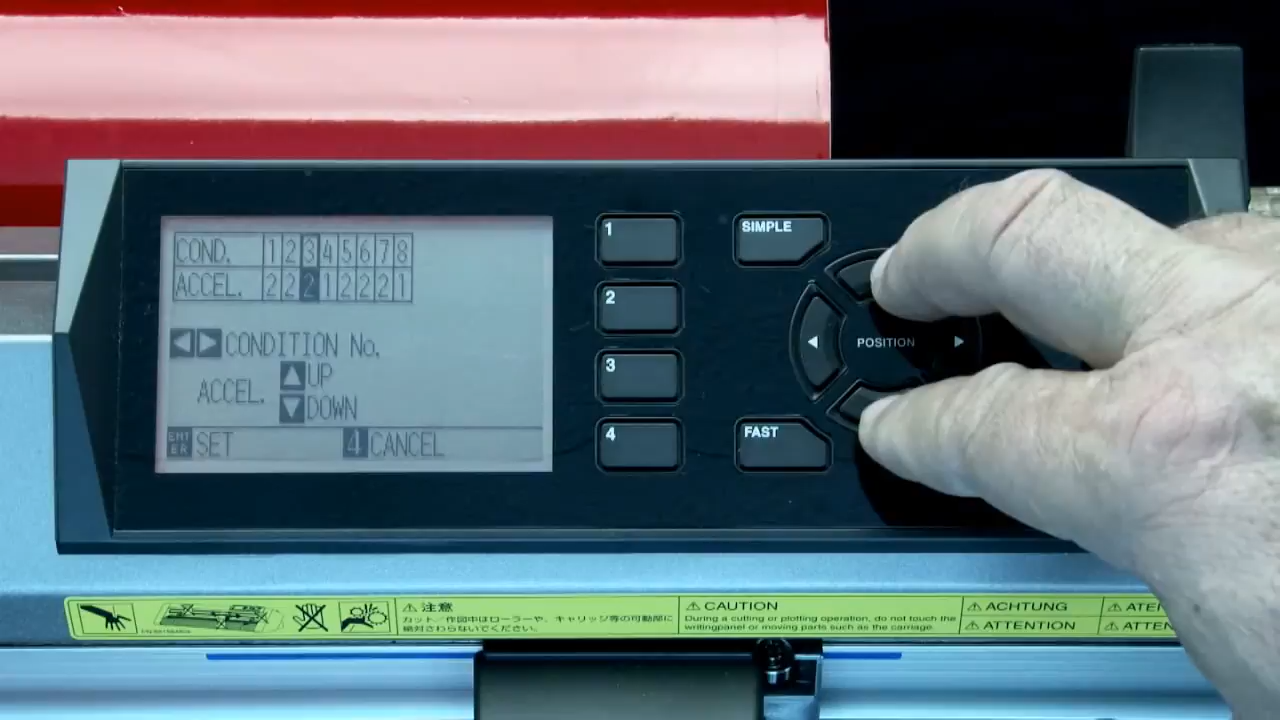 COND. 1 2 3 4 5 6 7 8
ACCEL. 2 2 2 1 2 2 2 1
◀ ▶ CONDITION No.
ACCEL. ▲ UP
▼ DOWN
ENTER SET 4 CANCEL
1
2
3
4
SIMPLE
FAST
◀ POSITION ▶
⚠ 注意
カット/作図中はローラーや、キャリッジ等の可動部に
絶対さわらないでください。
⚠ CAUTION
During a cutting or plotting operation, do not touch the
writingpanel or moving parts such as the carriage.
⚠ ACHTUNG
⚠ ATTENTION